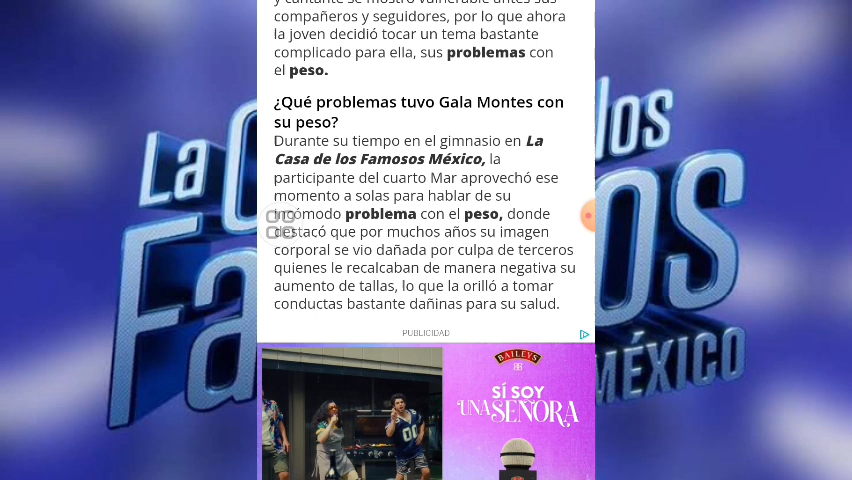 y cantante se mostró vulnerable antes sus
compañeros y seguidores, por lo que ahora
la joven decidió tocar un tema bastante
complicado para ella, sus problemas con
el peso.
¿Qué problemas tuvo Gala Montes con
su peso?
Durante su tiempo en el gimnasio en La
Casa de los Famosos México, la
participante del cuarto Mar aprovechó ese
momento a solas para hablar de su
incómodo problema con el peso, donde
destacó que por muchos años su imagen
corporal se vio dañada por culpa de terceros
quienes le recalcaban de manera negativa su
aumento de tallas, lo que la orilló a tomar
conductas bastante dañinas para su salud.
PUBLICIDAD
BAILEYS
SÍ SOY
UNA SEÑORA
00
La
los
Fa
OS
MÉXICO